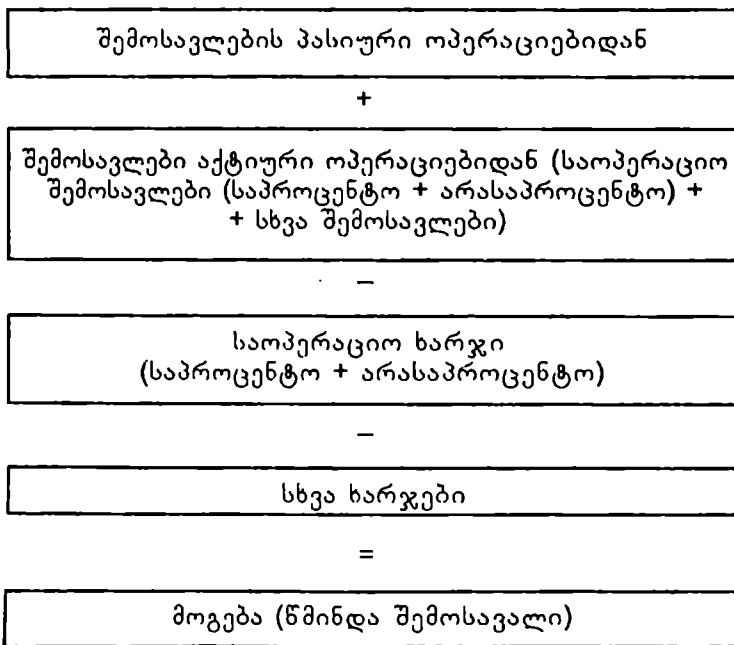 შემოსავლების პასიური ოპერაციებიდან
+
შემოსავლები აქტიური ოპერაციებიდან (საოპერაციო
შემოსავლები (საპროცენტო + არასაპროცენტო) +
+ სხვა შემოსავლები)
–
საოპერაციო ხარჯი
(საპროცენტო + არასაპროცენტო)
–
სხვა ხარჯები
=
მოგება (წმინდა შემოსავალი)